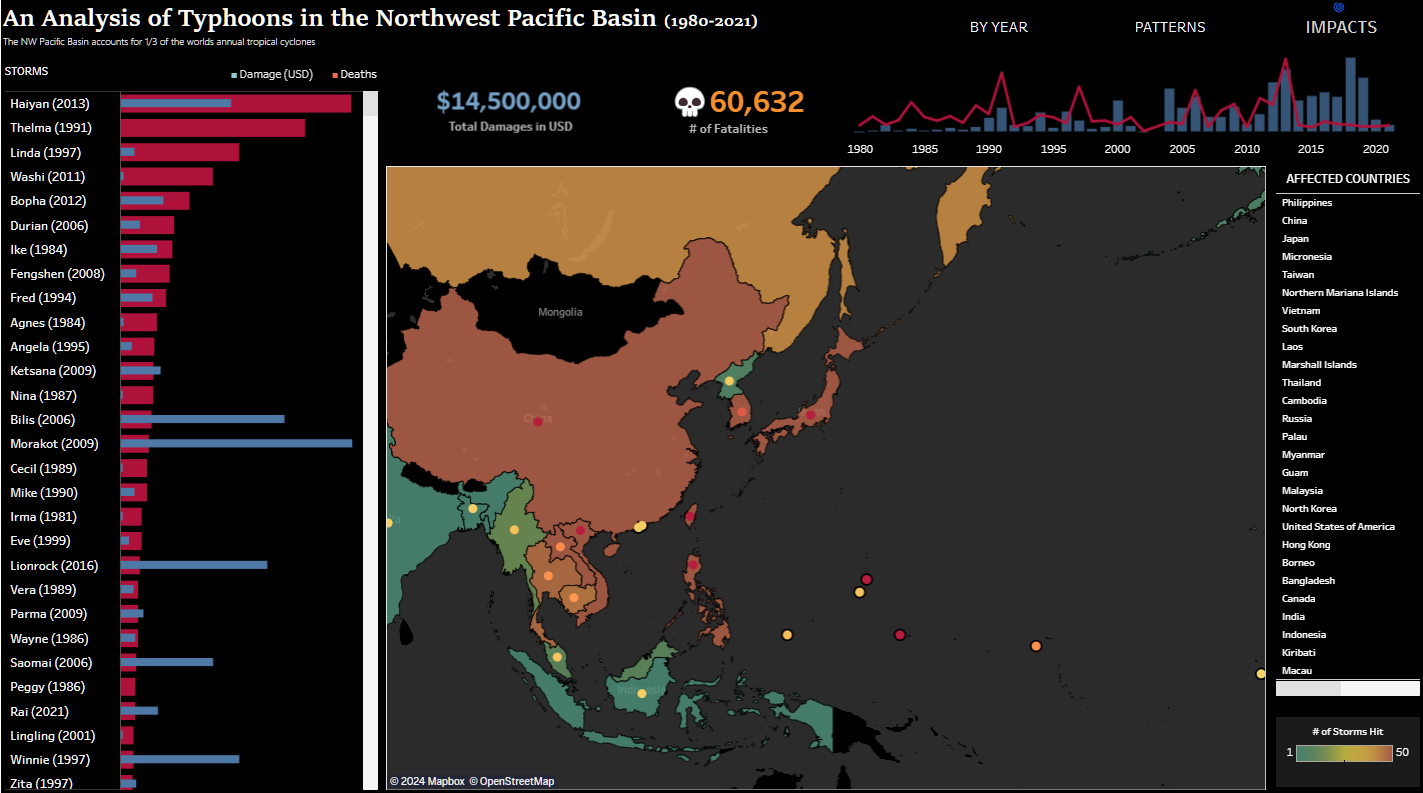 An Analysis of Typhoons in the Northwest Pacific Basin (1980-2021)
The NW Pacific Basin accounts for 1/3 of the worlds annual tropical cyclones
BY YEAR
PATTERNS
IMPACTS
STORMS
Damage (USD)
Deaths
Haiyan (2013)
Thelma (1991)
Linda (1997)
Washi (2011)
Bopha (2012)
Durian (2006)
Ike (1984)
Fengshen (2008)
Fred (1994)
Agnes (1984)
Angela (1995)
Ketsana (2009)
Nina (1987)
Bilis (2006)
Morakot (2009)
Cecil (1989)
Mike (1990)
Irma (1981)
Eve (1999)
Lionrock (2016)
Vera (1989)
Parma (2009)
Wayne (1986)
Saomai (2006)
Peggy (1986)
Rai (2021)
Lingling (2001)
Winnie (1997)
Zita (1997)
$14,500,000
Total Damages in USD
60,632
# of Fatalities
1980 1985 1990 1995 2000 2005 2010 2015 2020
Mongolia
China
Indonesia
© 2024 Mapbox © OpenStreetMap
AFFECTED COUNTRIES
Philippines
China
Japan
Micronesia
Taiwan
Northern Mariana Islands
Vietnam
South Korea
Laos
Marshall Islands
Thailand
Cambodia
Russia
Palau
Myanmar
Guam
Malaysia
North Korea
United States of America
Hong Kong
Borneo
Bangladesh
Canada
India
Indonesia
Kiribati
Macau
# of Storms Hit
1 50